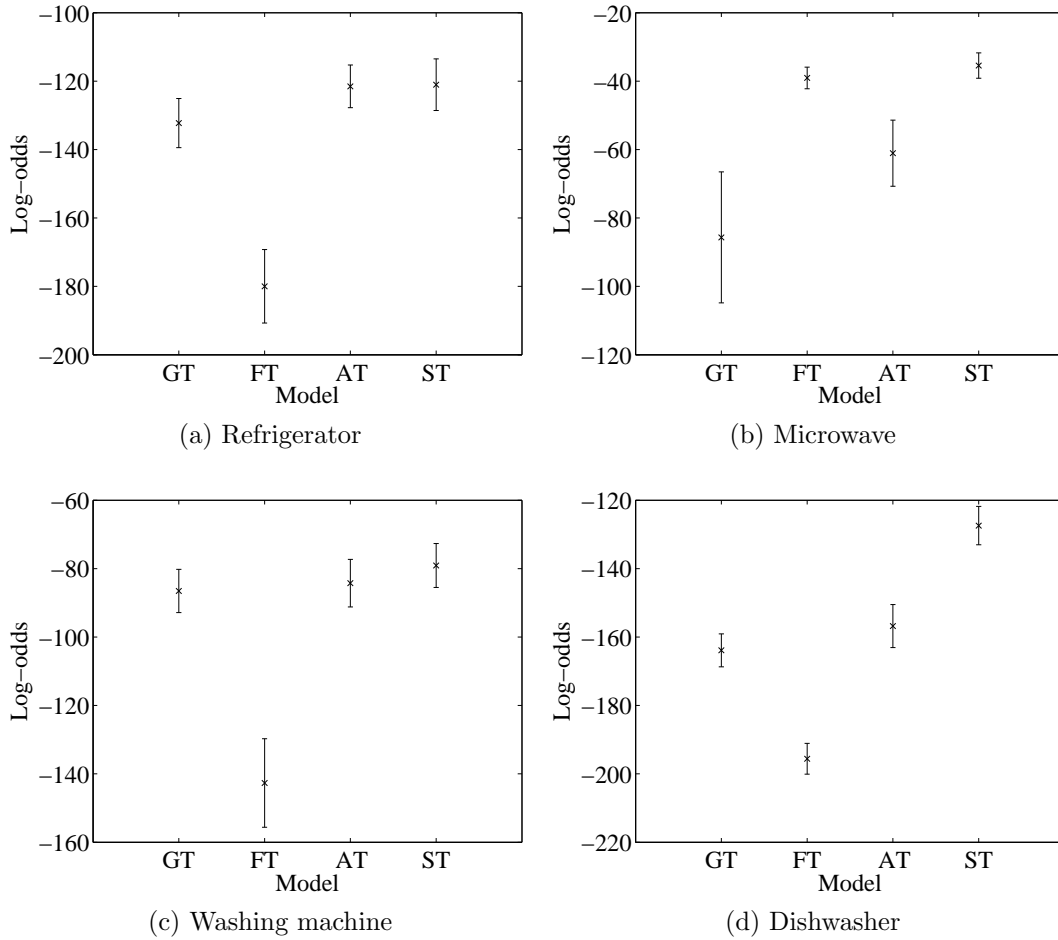 −100
−120
−140
−160
−180
−200
Log−odds
GT FT AT ST
Model
(a) Refrigerator
−20
−40
−60
−80
−100
−120
Log−odds
GT FT AT ST
Model
(b) Microwave
−60
−80
−100
−120
−140
−160
Log−odds
GT FT AT ST
Model
(c) Washing machine
−120
−140
−160
−180
−200
−220
Log−odds
GT FT AT ST
Model
(d) Dishwasher